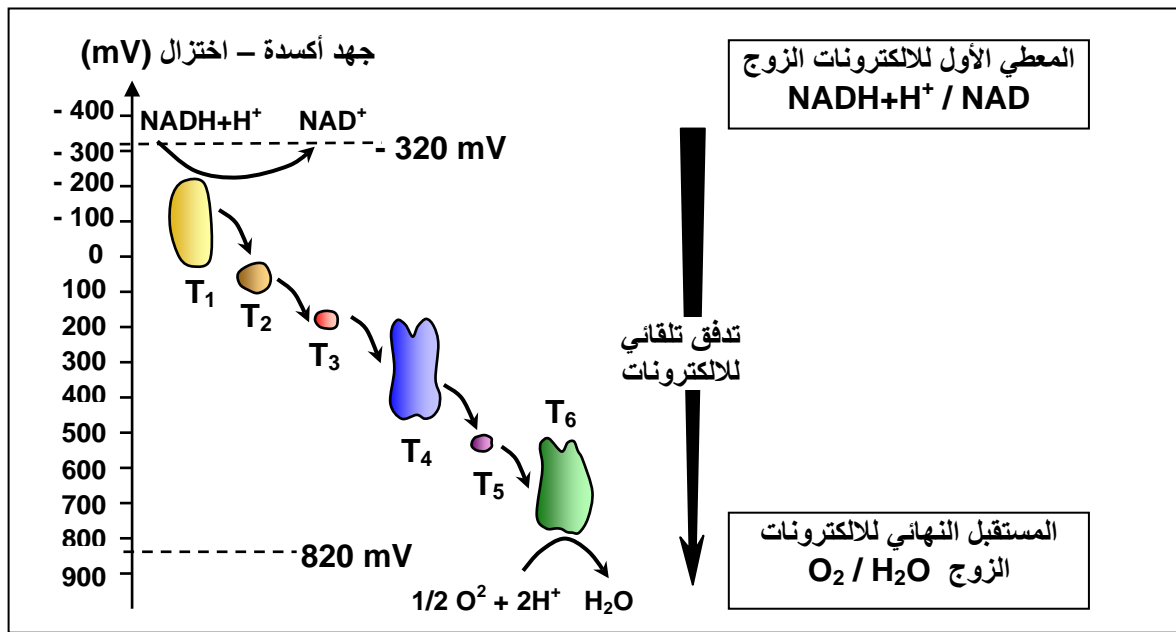 جهد أكسدة – اختزال (mV)
- 400
- 300
- 200
- 100
0
100
200
300
400
500
600
700
800
900
NADH+H⁺ NAD⁺
- 320 mV
T₁
T₂
T₃
T₄
T₅
T₆
820 mV
1/2 O² + 2H⁺ H₂O
المعطي الأول للالكترونات الزوج
NADH+H⁺ / NAD
تدفق تلقائي
للالكترونات
المستقبل النهائي للالكترونات
الزوج O₂ / H₂O